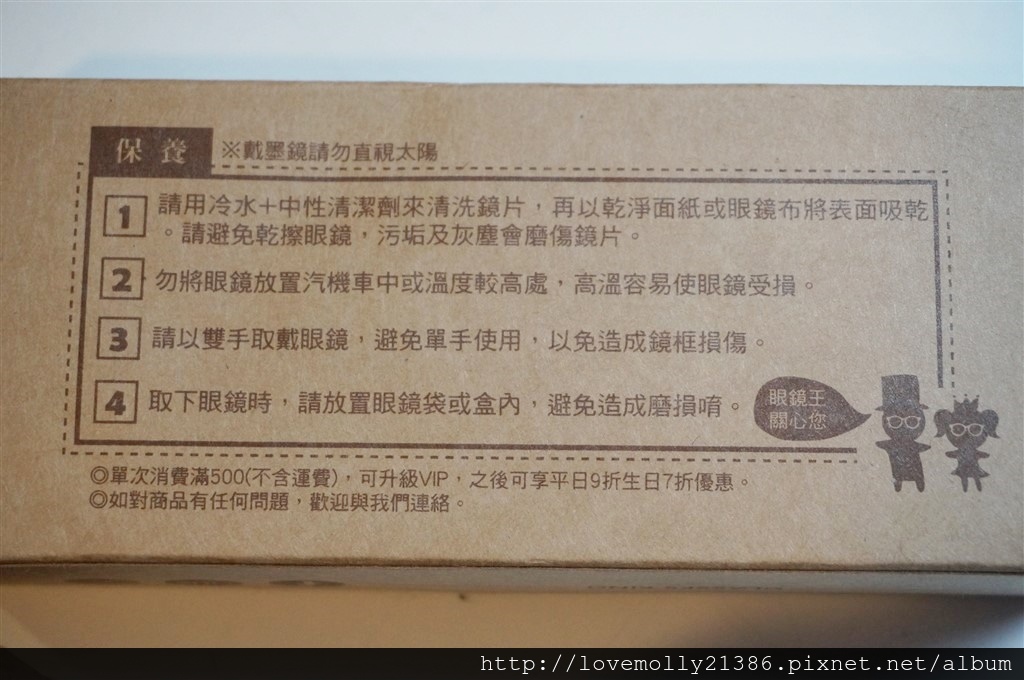 保養 ※戴墨鏡請勿直視太陽
1 請用冷水+中性清潔劑來清洗鏡片，再以乾淨面紙或眼鏡布將表面吸乾
。請避免乾擦眼鏡，污垢及灰塵會磨傷鏡片。
2 勿將眼鏡放置汽機車中或溫度較高處，高溫容易使眼鏡受損。
3 請以雙手取戴眼鏡，避免單手使用，以免造成鏡框損傷。
4 取下眼鏡時，請放置眼鏡袋或盒內，避免造成磨損唷。
眼鏡王
關心您
◎單次消費滿500(不含運費)，可升級VIP，之後可享平日9折生日7折優惠。
◎如對商品有任何問題，歡迎與我們連絡。
http://lovemolly21386.pixnet.net/album